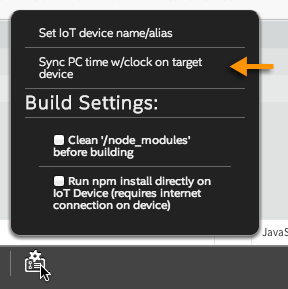 Set IoT device name/alias
Sync PC time w/clock on target
device
Build Settings:
Clean '/node_modules'
before building
Run npm install directly on
IoT Device (requires internet
connection on device)
JavaS